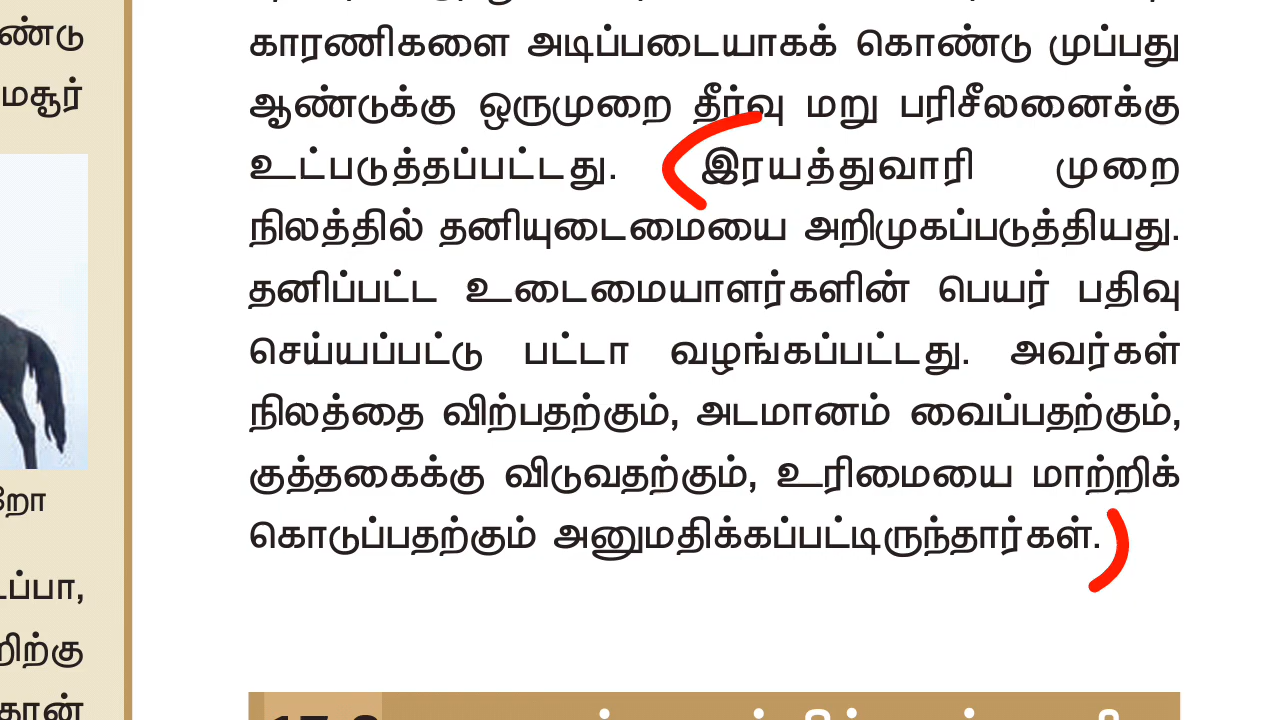 ண்டு
மசூர்
றோ
ப்பா,
றிற்கு
தான்
காரணிகளை அடிப்படையாகக் கொண்டு முப்பது
ஆண்டுக்கு ஒருமுறை தீர்வு மறு பரிசீலனைக்கு
உட்படுத்தப்பட்டது. இரயத்துவாரி முறை
நிலத்தில் தனியுடைமையை அறிமுகப்படுத்தியது.
தனிப்பட்ட உடைமையாளர்களின் பெயர் பதிவு
செய்யப்பட்டு பட்டா வழங்கப்பட்டது. அவர்கள்
நிலத்தை விற்பதற்கும், அடமானம் வைப்பதற்கும்,
குத்தகைக்கு விடுவதற்கும், உரிமையை மாற்றிக்
கொடுப்பதற்கும் அனுமதிக்கப்பட்டிருந்தார்கள்.